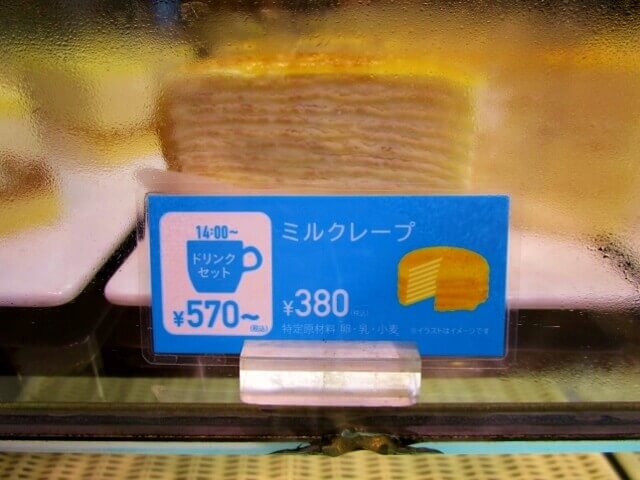 14:00~
ドリンク
セット
¥570~
(税込)
ミルクレープ
¥380(税込)
特定原材料 卵・乳・小麦
※イラストはイメージです